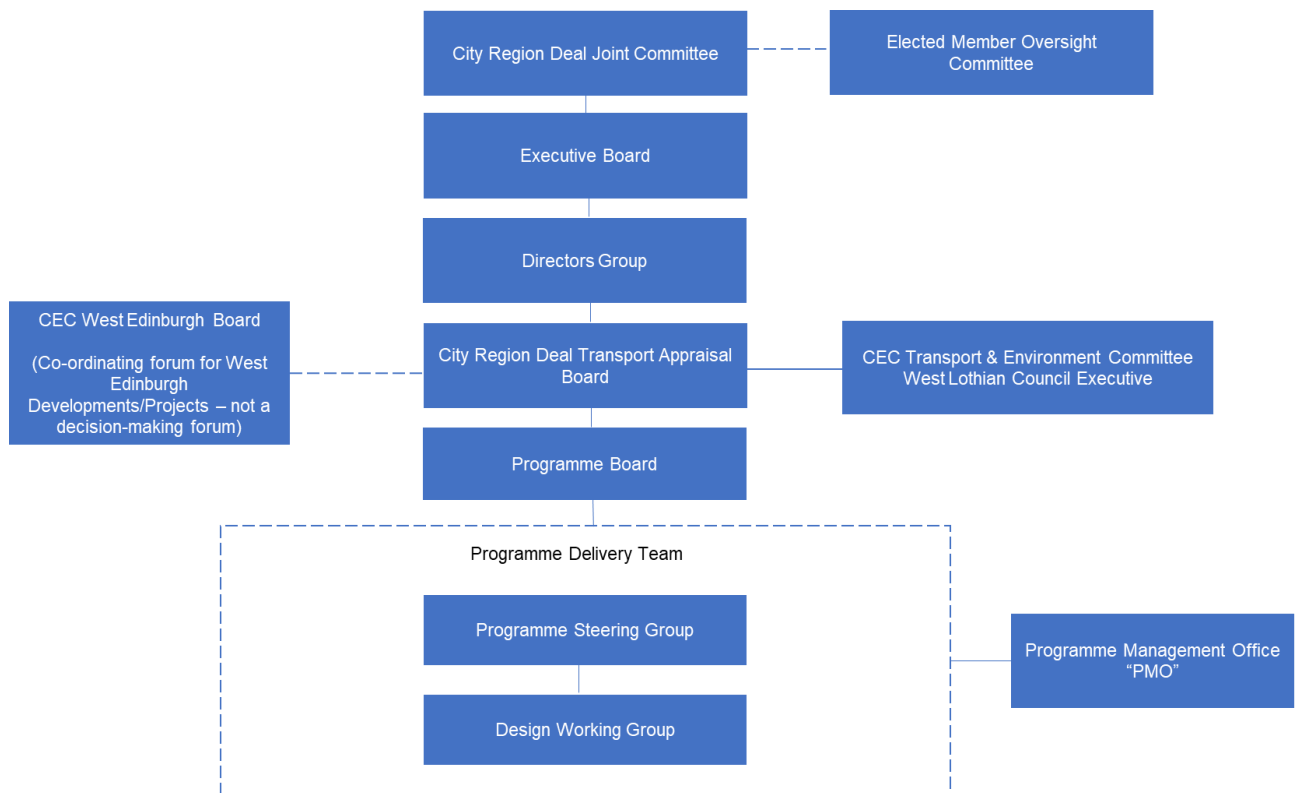 City Region Deal Joint Committee
Elected Member Oversight
Committee
Executive Board
Directors Group
CEC West Edinburgh Board
(Co-ordinating forum for West
Edinburgh
Developments/Projects – not a
decision-making forum)
City Region Deal Transport Appraisal
Board
CEC Transport & Environment Committee
West Lothian Council Executive
Programme Board
Programme Delivery Team
Programme Steering Group
Programme Management Office
“PMO”
Design Working Group